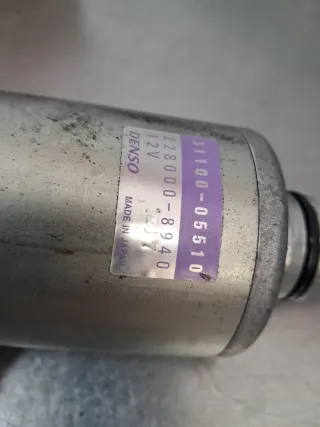 31100-05510
228000-8940
12V
DENSO
MADE IN JAPAN